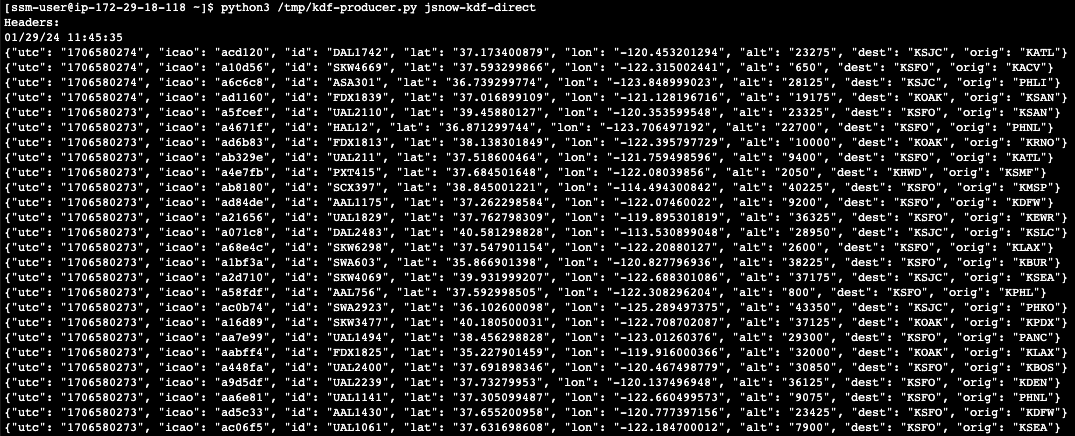 [ssm-user@ip-172-29-18-118 ~]$ python3 /tmp/kdf-producer.py jsnow-kdf-direct
Headers:
01/29/24 11:45:35
{"utc": "1706580274", "icao": "acd120", "id": "DAL1742", "lat": "37.173400879", "lon": "-120.453201294", "alt": "23275", "dest": "KSJC", "orig": "KATL"}
{"utc": "1706580274", "icao": "a10d56", "id": "SKW4669", "lat": "37.593299866", "lon": "-122.315002441", "alt": "650", "dest": "KSFO", "orig": "KACV"}
{"utc": "1706580274", "icao": "a6c6c8", "id": "ASA301", "lat": "36.739299774", "lon": "-123.848999023", "alt": "28125", "dest": "KSJC", "orig": "PHLI"}
{"utc": "1706580274", "icao": "ad1160", "id": "FDX1839", "lat": "37.016899109", "lon": "-121.128196716", "alt": "19175", "dest": "KOAK", "orig": "KSAN"}
{"utc": "1706580273", "icao": "a5fcef", "id": "UAL2110", "lat": "39.45880127", "lon": "-120.353599548", "alt": "23325", "dest": "KSFO", "orig": "KSAN"}
{"utc": "1706580273", "icao": "a4671f", "id": "HAL12", "lat": "36.871299744", "lon": "-123.706497192", "alt": "22700", "dest": "KSFO", "orig": "PHNL"}
{"utc": "1706580273", "icao": "ad6b83", "id": "FDX1813", "lat": "38.138301849", "lon": "-122.395797729", "alt": "10000", "dest": "KOAK", "orig": "KRNO"}
{"utc": "1706580273", "icao": "ab329e", "id": "UAL211", "lat": "37.518600464", "lon": "-121.759498596", "alt": "9400", "dest": "KSFO", "orig": "KATL"}
{"utc": "1706580273", "icao": "a4e7fb", "id": "PXT415", "lat": "37.684501648", "lon": "-122.08039856", "alt": "2050", "dest": "KHWD", "orig": "KSMF"}
{"utc": "1706580273", "icao": "ab8180", "id": "SCX397", "lat": "38.845001221", "lon": "-114.494300842", "alt": "40225", "dest": "KSFO", "orig": "KMSP"}
{"utc": "1706580273", "icao": "ad84de", "id": "AAL1175", "lat": "37.262298584", "lon": "-122.07460022", "alt": "9200", "dest": "KSFO", "orig": "KDFW"}
{"utc": "1706580273", "icao": "a21656", "id": "UAL1829", "lat": "37.762798309", "lon": "-119.895301819", "alt": "36325", "dest": "KSFO", "orig": "KEWR"}
{"utc": "1706580273", "icao": "a071c8", "id": "DAL2483", "lat": "40.581298828", "lon": "-113.530899048", "alt": "28950", "dest": "KSJC", "orig": "KSLC"}
{"utc": "1706580273", "icao": "a68e4c", "id": "SKW6298", "lat": "37.547901154", "lon": "-122.20880127", "alt": "2600", "dest": "KSFO", "orig": "KLAX"}
{"utc": "1706580273", "icao": "a1bf3a", "id": "SWA603", "lat": "35.866901398", "lon": "-120.827796936", "alt": "38225", "dest": "KSFO", "orig": "KBUR"}
{"utc": "1706580273", "icao": "a2d710", "id": "SKW4069", "lat": "39.931999207", "lon": "-122.688301086", "alt": "37175", "dest": "KSJC", "orig": "KSEA"}
{"utc": "1706580273", "icao": "a58fdf", "id": "AAL756", "lat": "37.592998505", "lon": "-122.308296204", "alt": "800", "dest": "KSFO", "orig": "KPHL"}
{"utc": "1706580273", "icao": "ac0b74", "id": "SWA2923", "lat": "36.102600098", "lon": "-125.289497375", "alt": "43350", "dest": "KSJC", "orig": "PHKO"}
{"utc": "1706580273", "icao": "a16d89", "id": "SKW3477", "lat": "40.180500031", "lon": "-122.708702087", "alt": "37125", "dest": "KOAK", "orig": "KPDX"}
{"utc": "1706580273", "icao": "aa7e99", "id": "UAL1494", "lat": "38.456298828", "lon": "-123.01260376", "alt": "29300", "dest": "KSFO", "orig": "PANC"}
{"utc": "1706580273", "icao": "aabff4", "id": "FDX1825", "lat": "35.227901459", "lon": "-119.916000366", "alt": "32000", "dest": "KOAK", "orig": "KLAX"}
{"utc": "1706580273", "icao": "a448fa", "id": "UAL2400", "lat": "37.691898346", "lon": "-120.467498779", "alt": "30850", "dest": "KSFO", "orig": "KBOS"}
{"utc": "1706580273", "icao": "a9d5df", "id": "UAL2239", "lat": "37.73279953", "lon": "-120.137496948", "alt": "36125", "dest": "KSFO", "orig": "KDEN"}
{"utc": "1706580273", "icao": "aa6e81", "id": "UAL1141", "lat": "37.305099487", "lon": "-122.660499573", "alt": "9075", "dest": "KSFO", "orig": "PHNL"}
{"utc": "1706580273", "icao": "ad5c33", "id": "AAL1430", "lat": "37.655200958", "lon": "-120.777397156", "alt": "23425", "dest": "KSFO", "orig": "KDFW"}
{"utc": "1706580273", "icao": "ac06f5", "id": "UAL1061", "lat": "37.631698608", "lon": "-122.184700012", "alt": "7900", "dest": "KSFO", "orig": "KSEA"}